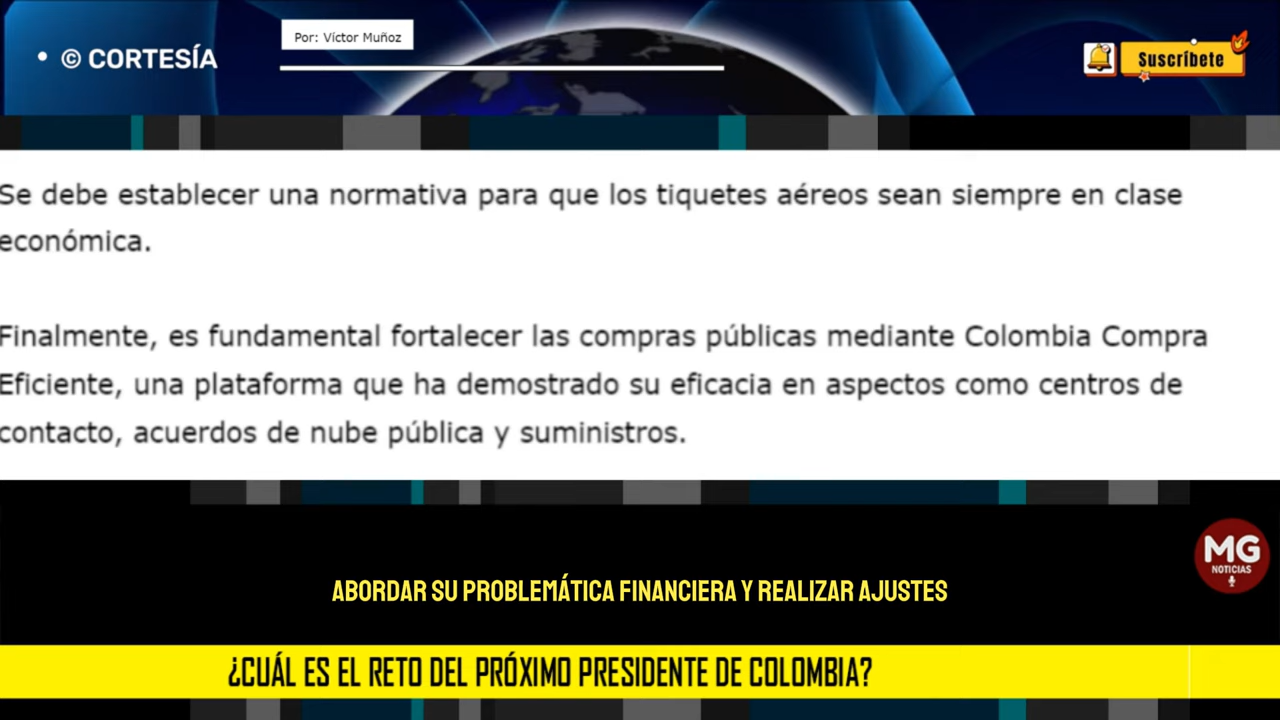 • © CORTESÍA
Por: Víctor Muñoz
Suscríbete
Se debe establecer una normativa para que los tiquetes aéreos sean siempre en clase
económica.
Finalmente, es fundamental fortalecer las compras públicas mediante Colombia Compra
Eficiente, una plataforma que ha demostrado su eficacia en aspectos como centros de
contacto, acuerdos de nube pública y suministros.
MG
NOTICIAS
ABORDAR SU PROBLEMÁTICA FINANCIERA Y REALIZAR AJUSTES
¿CUÁL ES EL RETO DEL PRÓXIMO PRESIDENTE DE COLOMBIA?